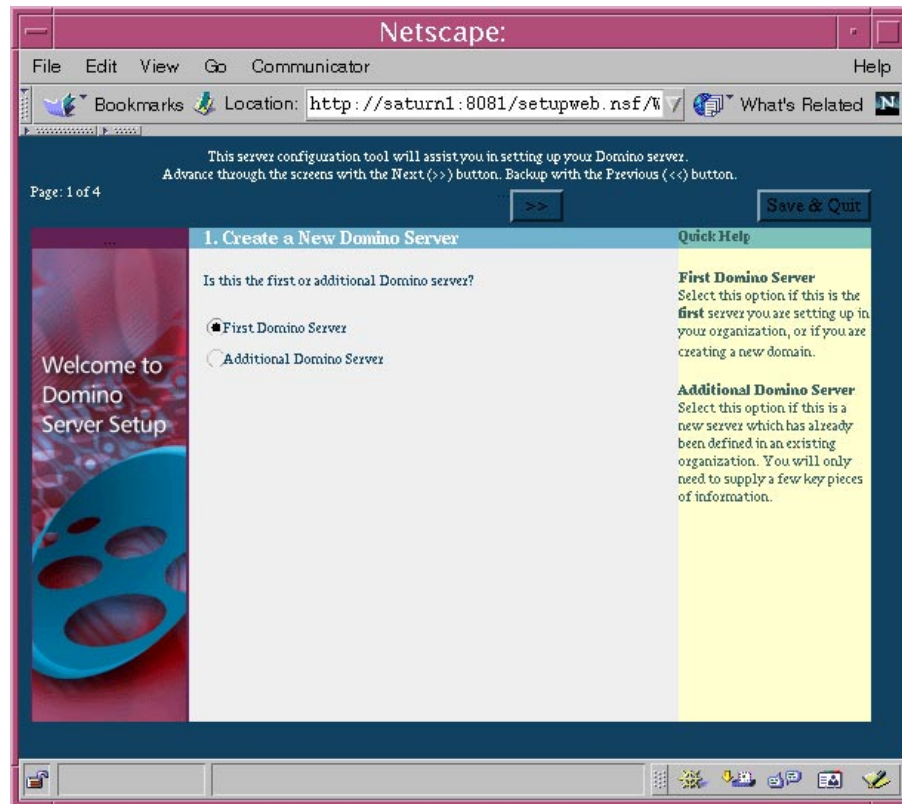 Netscape:
File Edit View Go Communicator Help
Bookmarks Location: http://saturn1:8081/setupweb.nsf/ What's Related N
This server configuration tool will assist you in setting up your Domino server.
Advance through the screens with the Next (>>) button. Backup with the Previous (<<) button.
Page: 1 of 4
>>
Save & Quit
...
1. Create a New Domino Server
Is this the first or additional Domino server?
First Domino Server
Additional Domino Server
Welcome to
Domino
Server Setup
Quick Help
First Domino Server
Select this option if this is the
first server you are setting up in
your organization, or if you are
creating a new domain.
Additional Domino Server
Select this option if this is a
new server which has already
been defined in an existing
organization. You will only
need to supply a few key pieces
of information.